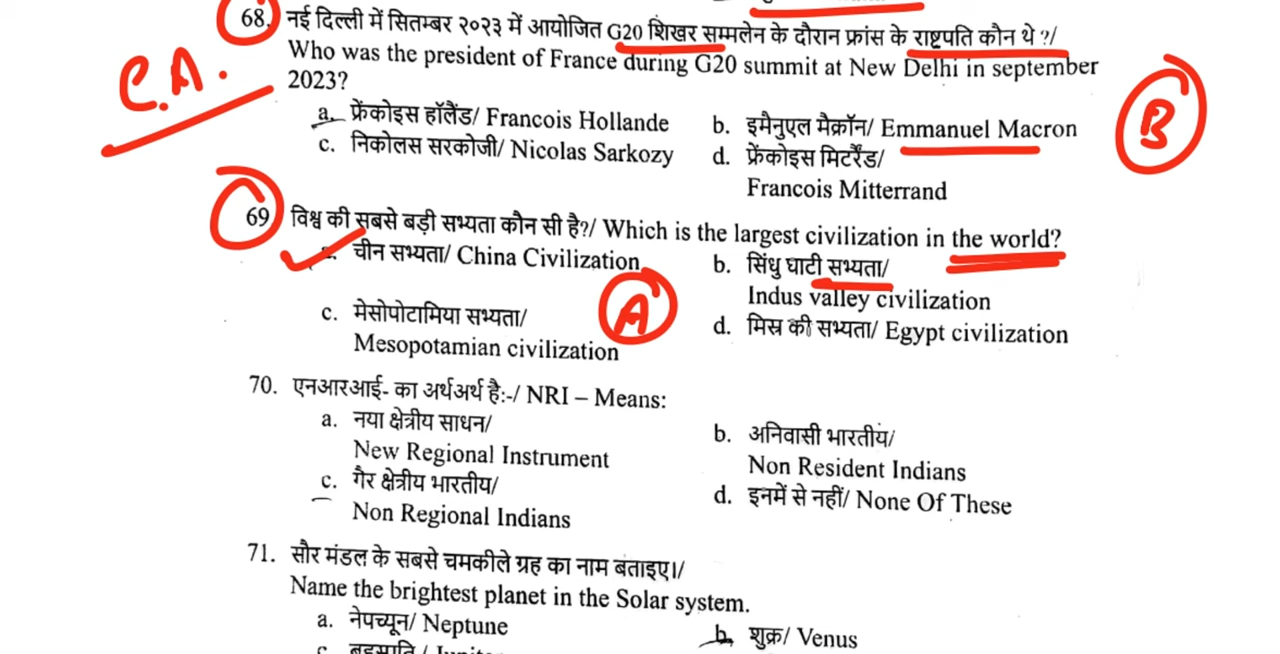 68. नई दिल्ली में सितम्बर २०२३ में आयोजित G20 शिखर सम्मलेन के दौरान फ्रांस के राष्ट्रपति कौन थे ?/
Who was the president of France during G20 summit at New Delhi in september
2023?
C.A.
a. फ्रेंकोइस हॉलैंड/ Francois Hollande b. इमैनुएल मैक्रॉन/ Emmanuel Macron
B
c. निकोलस सरकोजी/ Nicolas Sarkozy d. फ्रेंकोइस मिटरैंड/
Francois Mitterrand
69 विश्व की सबसे बड़ी सभ्यता कौन सी है?/ Which is the largest civilization in the world?
चीन सभ्यता/ China Civilization b. सिंधु घाटी सभ्यता/
Indus valley civilization
A
c. मेसोपोटामिया सभ्यता/ d. मिस्र की सभ्यता/ Egypt civilization
Mesopotamian civilization
70. एनआरआई- का अर्थअर्थ है:-/ NRI – Means:
a. नया क्षेत्रीय साधन/ b. अनिवासी भारतीय/
New Regional Instrument Non Resident Indians
c. गैर क्षेत्रीय भारतीय/ d. इनमें से नहीं/ None Of These
Non Regional Indians
71. सौर मंडल के सबसे चमकीले ग्रह का नाम बताइए।/
Name the brightest planet in the Solar system.
a. नेपच्यून/ Neptune b. शुक्र/ Venus